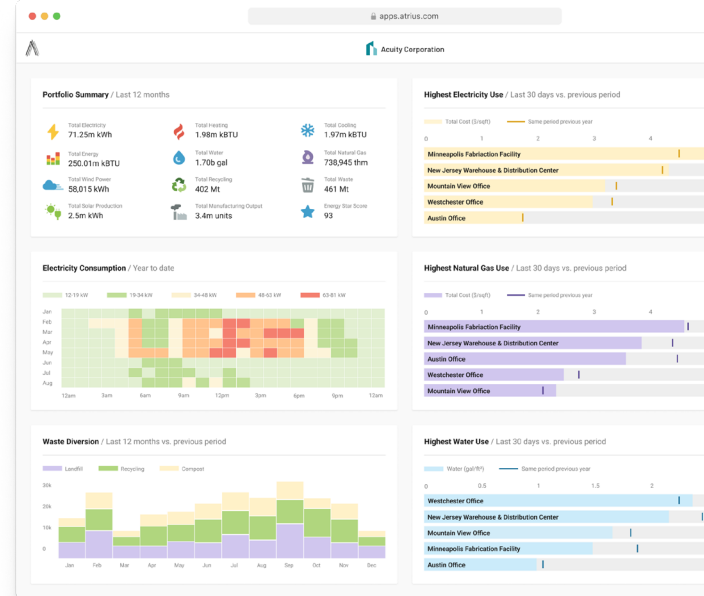 apps.atrius.com
Acuity Corporation
Portfolio Summary / Last 12 months
Total Electricity
71.25m kWh
Total Heating
1.98m kBTU
Total Cooling
1.97m kBTU
Total Energy
250.01m kBTU
Total Water
1.70b gal
Total Natural Gas
738,945 thm
Total Wind Power
58,015 kWh
Total Recycling
402 Mt
Total Waste
461 Mt
Total Solar Production
2.5m kWh
Total Manufacturing Output
3.4m units
Energy Star Score
93
Highest Electricity Use / Last 30 days vs. previous period
Total Cost ($/sqft) Same period previous year
0 1 2 3 4
Minneapolis Fabriaction Facility
New Jersey Warehouse & Distribution Center
Mountain View Office
Westchester Office
Austin Office
Electricity Consumption / Year to date
12-19 kW 19-34 kW 34-48 kW 48-63 kW 63-81 kW
Jan
Feb
Mar
Apr
May
Jun
Jul
Aug
12am 3am 6am 9am 12pm 3pm 6pm 9pm 12am
Highest Natural Gas Use / Last 30 days vs. previous period
Total Cost ($/sqft) Same period previous year
0 1 2 3 4
Minneapolis Fabriaction Facility
New Jersey Warehouse & Distribution Center
Austin Office
Westchester Office
Mountain View Office
Waste Diversion / Last 12 months vs. previous period
Landfill Recycling Compost
30k
20k
10k
0
Jan Feb Mar Apr May Jun Jul Aug Sep Oct Nov Dec
Highest Water Use / Last 30 days vs. previous period
Water (gal/ft²) Same period previous year
0 0.5 1 1.5 2
Westchester Office
New Jersey Warehouse & Distribution Center
Mountain View Office
Minneapolis Fabrication Facility
Austin Office